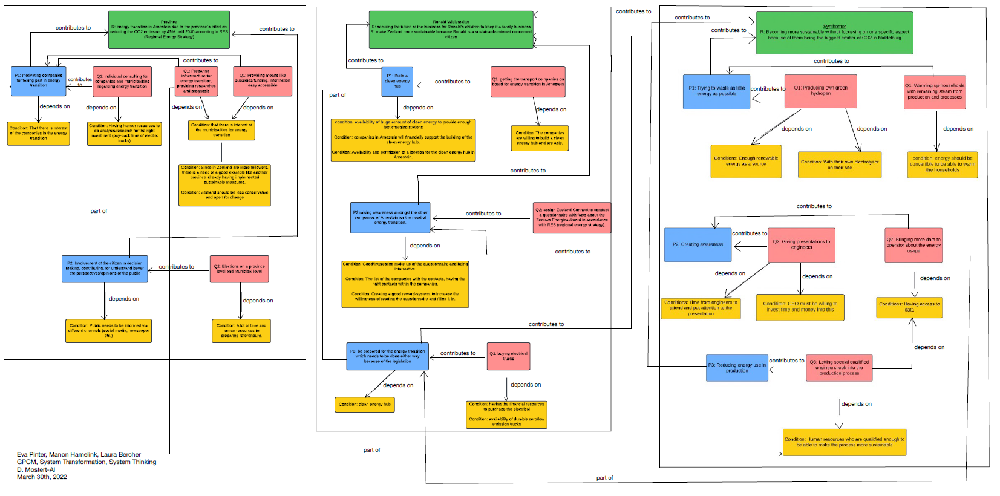 Province
R: energy transition in Arnestein due to the province's effort on
reducing the CO2 emission by 49% until 2030 according to RES
(Regional Energy Strategy)
contributes to
contributes to
contributes to
P1: motivating companies
for taking part in energy
transition
contributes
to
Q1: individual consulting for
companies and municipalities
regarding energy transition
Q1: Preparing
infrastructure for
energy transition,
providing researches
and prognosis
Q1: Providing means like
subsidies/funding, information
easy accessible
depends on
depends on
depends on
depends on
Condition: That there is interest
of the companies in the energy
transition
Condition: Having human resources to
do analysis/research for the right
investment (pay-back time of electric
trucks)
Condition: that there is interest of
the municipalities for energy
transition
Condition: Since in Zeeland are more followers,
there is a need of a good example like another
province already having implemented
sustainable measures.
Condition: Zeeland should be less conservative
and open for change
part of
P2: Involvement of the citizen in decision
making, contributing, for understand better
the perspectives/opinions of the public
contributes to
Q2: Elections on a province
level and municipal level
depends on
depends on
Condition: Public needs to be informed via
different channels (social media, newspaper
etc.)
Condition: A lot of time and
human resources for
preparing referendum.
Ronald Wielemaker
R: securing the future of the business for Ronald's children to keep it a family business
R: make Zeeland more sustainable because Ronald is a sustainable-minded concerned
citizen
contributes to
contributes to
P1: Build a
clean energy
hub
contributes to
Q1: getting the transport companies on
board for energy transition in Arnestein
part of
depends on
depends on
condition: availability of huge amount of clean energy to provide enough
fast charging stations
Condition: companies in Arnestein will financially support the building of the
clean energy hub.
Condition: Availability and permission of a location for the clean energy hub in
Arnestein.
Condition: The companies
are willing to build a clean
energy hub and are able.
contributes to
P2:raising awareness amongst the other
companies of Arnestein for the need of
energy transition.
contributes to
Q2: assign Zeeland Connect to conduct
a questionnaire with facts about the
Zeeuws Energieakkoord in accordance
with RES (regional energy strategy).
depends on
contributes to
Condition: Good/interesting make-up of the questionnaire and being
informative.
Condition: The list of the companies with the contacts, having the
right contacts within the companies.
Condition: Creating a good reward-system, to increase the
willingness of reading the questionnaire and filling it in.
contributes to
P3: be prepared for the energy transition
which needs to be done either way
because of the legislation
contributes to
Q3: buying electrical
trucks
depends on
depends on
Condition: clean energy hub
Condition: having the financial resources
to purchase the electrical
Condition: availability of durable zero/low
emission trucks
contributes to
contributes to
Synthomer
R: Becoming more sustainable without focussing on one specific aspect
because of them being the biggest emitter of CO2 in Middelburg
contributes to
P1: Trying to waste as little
energy as possible
contributes to
Q1: Producing own green
hydrogen
Q1: Warming up households
with remaining steam from
production and processes
depends on
depends on
depends on
Conditions: Enough renewable
energy as a source
Condition: With their own electrolyzer
on their site
condition: energy should be
convertible to be able to warm
the households
contributes to
P2: Creating awareness
contributes to
Q2: Giving presentations to
engineers
Q2: Bringing more data to
operator about the energy
usage
depends on
depends on
depends on
Conditions: Time from engineers to
attend and put attention to the
presentation
Condititon: CEO must be willing to
invest time and money into this
Conditions: Having access to
data
depends on
P3: Reducing energy use in
production
contributes to
Q3: Letting special qualified
engineers look into the
production process
depends on
Condition: Human resources who are qualitfied enough to
be able to make the process more sustainable
part of
part of
Eva Pinter, Manon Hamelink, Laura Bercher
GPCM, System Transformation, System Thinking
D. Mostert-Al
March 30th, 2022